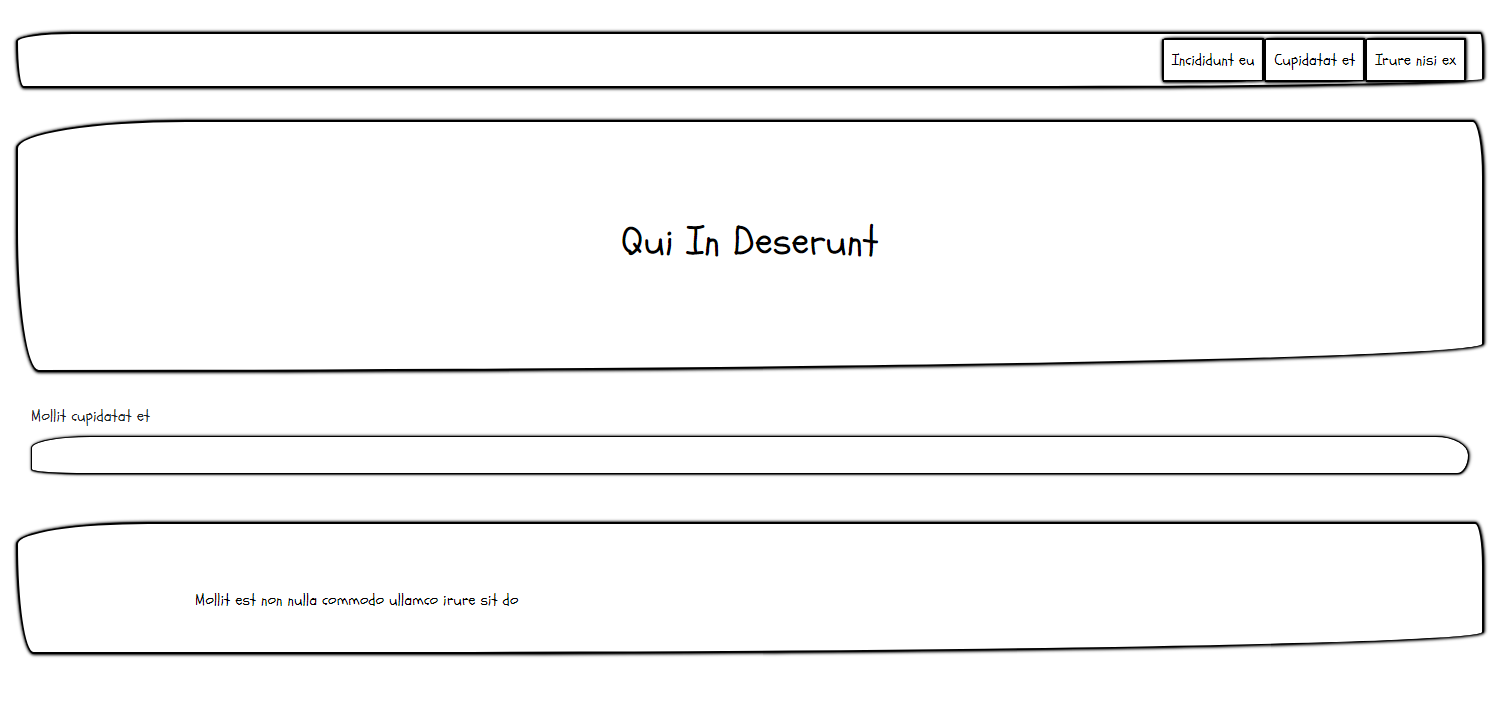 Incididunt eu
Cupidatat et
Irure nisi ex
Qui In Deserunt
Mollit cupidatat et
Mollit est non nulla commodo ullamco irure sit do